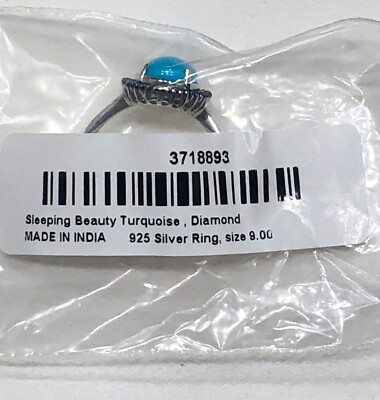 3718893
Sleeping Beauty Turquoise , Diamond
MADE IN INDIA 925 Silver Ring, size 9.00